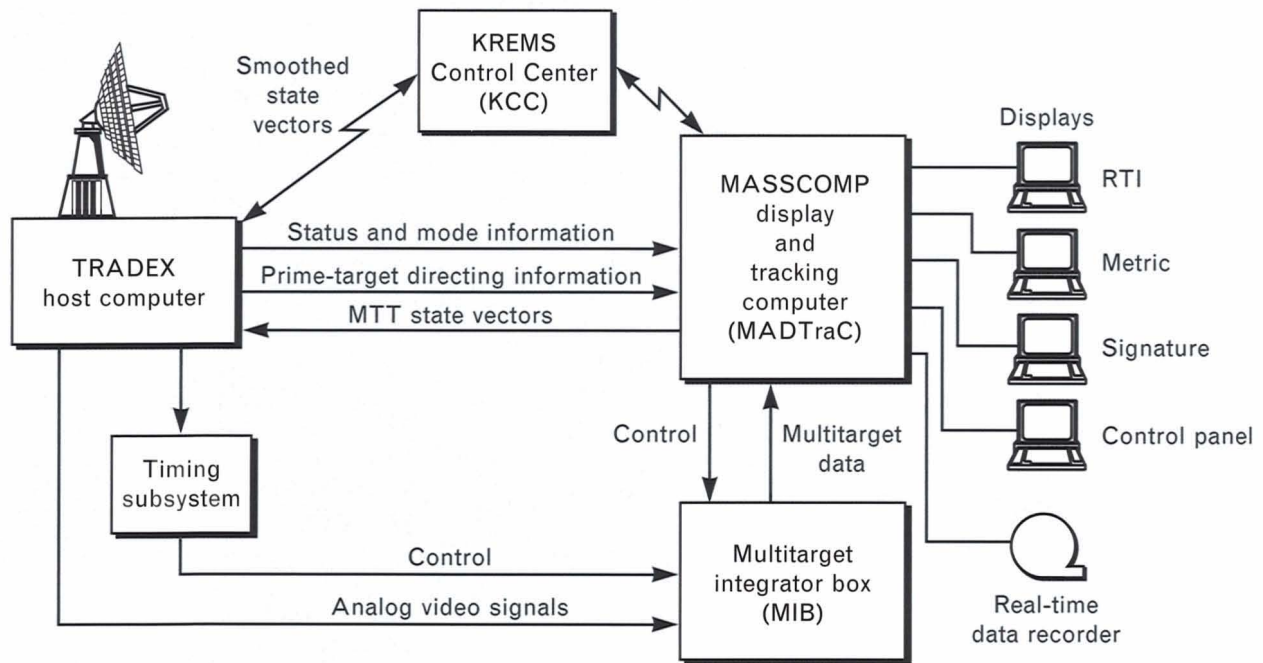 KREMS
Control Center
(KCC)
Smoothed
state
vectors
Displays
RTI
Metric
Signature
Control panel
MASSCOMP
display
and
tracking
computer
(MADTraC)
TRADEX
host computer
Status and mode information
Prime-target directing information
MTT state vectors
Control
Multitarget
data
Timing
subsystem
Control
Analog video signals
Multitarget
integrator box
(MIB)
Real-time
data recorder